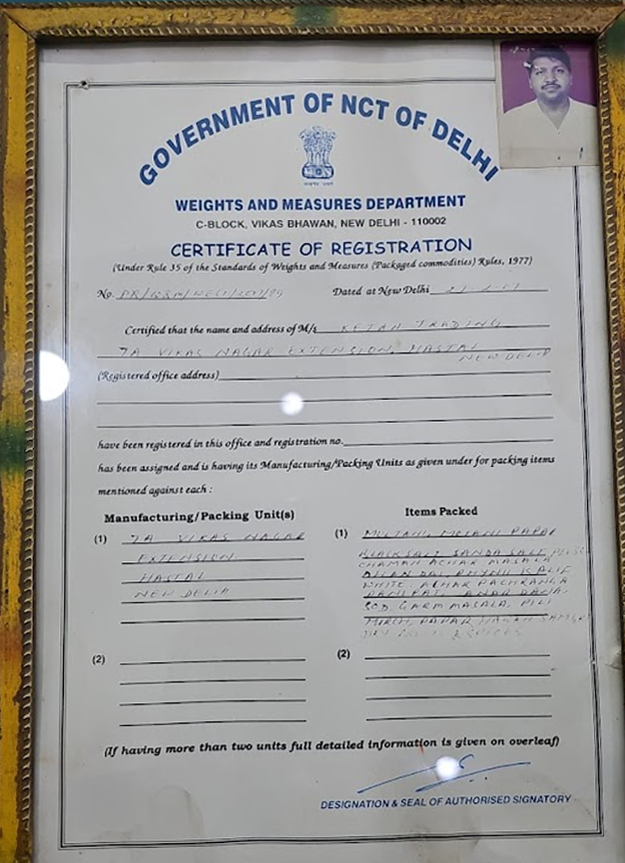 GOVERNMENT OF NCT OF DELHI
WEIGHTS AND MEASURES DEPARTMENT
C-BLOCK, VIKAS BHAWAN, NEW DELHI - 110002
CERTIFICATE OF REGISTRATION
(Under Rule 35 of the Standards of Weights and Measures (Packaged commodities) Rules, 1977)
No. Dated at New Delhi
Certified that the name and address of M/s KETAN TRADING
7A VIKAS NAGAR EXTENSION, HASTAL
NEW DELHI
(Registered office address)
have been registered in this office and registration no.
has been assigned and is having its Manufacturing/Packing Units as given under for packing items
mentioned against each :
Manufacturing/Packing Unit(s)
(1) 7A VIKAS NAGAR
EXTENSION
HASTAL
NEW DELHI
(2)
Items Packed
(1) PAPAD
BLACK SALT SANDA SALT
CHAMAN ACHAR MASALA
DHAN DAL
WHITE ACHAR PACHRANGA
PANIPATI ANAR DANA
GARM MASALA, PILI
MIRCH, PAPAR
& SPICES
(2)
(If having more than two units full detailed information is given on overleaf)
DESIGNATION & SEAL OF AUTHORISED SIGNATORY